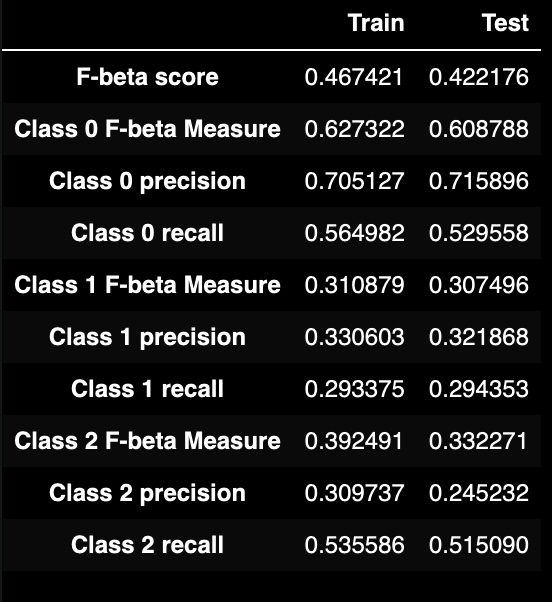 Train Test
F-beta score 0.467421 0.422176
Class 0 F-beta Measure 0.627322 0.608788
Class 0 precision 0.705127 0.715896
Class 0 recall 0.564982 0.529558
Class 1 F-beta Measure 0.310879 0.307496
Class 1 precision 0.330603 0.321868
Class 1 recall 0.293375 0.294353
Class 2 F-beta Measure 0.392491 0.332271
Class 2 precision 0.309737 0.245232
Class 2 recall 0.535586 0.515090